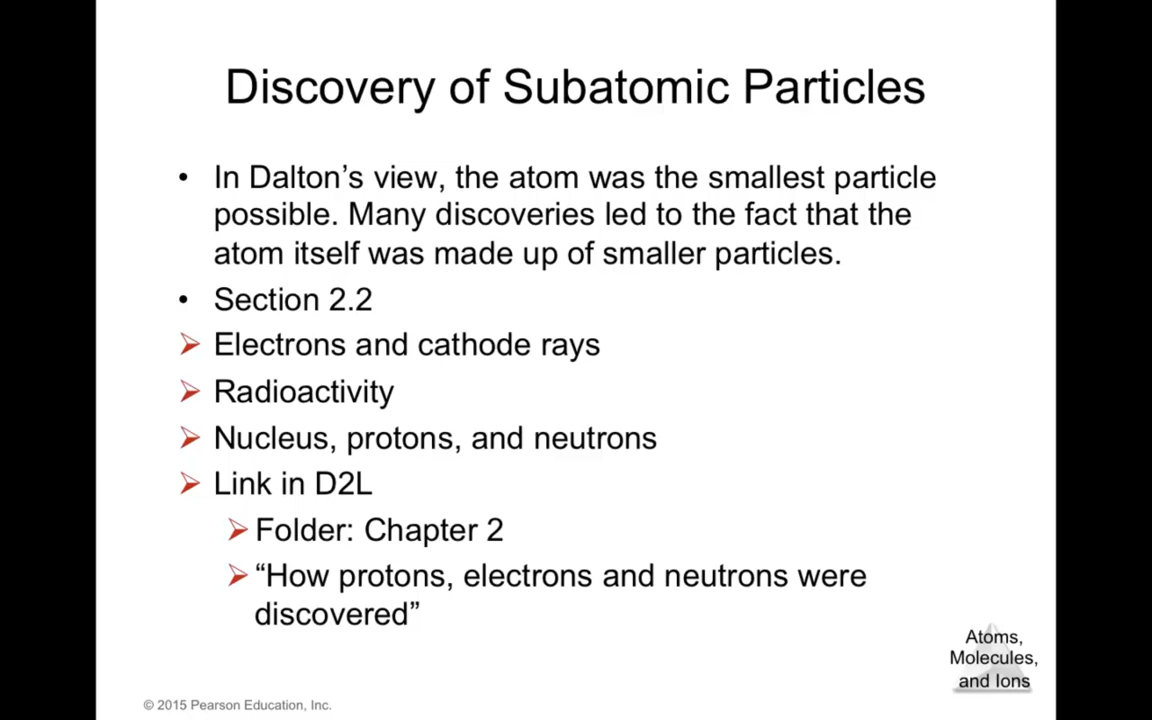 Discovery of Subatomic Particles
• In Dalton’s view, the atom was the smallest particle
possible. Many discoveries led to the fact that the
atom itself was made up of smaller particles.
• Section 2.2
➢ Electrons and cathode rays
➢ Radioactivity
➢ Nucleus, protons, and neutrons
➢ Link in D2L
➢ Folder: Chapter 2
➢ “How protons, electrons and neutrons were
discovered”
Atoms,
Molecules,
and Ions
© 2015 Pearson Education, Inc.